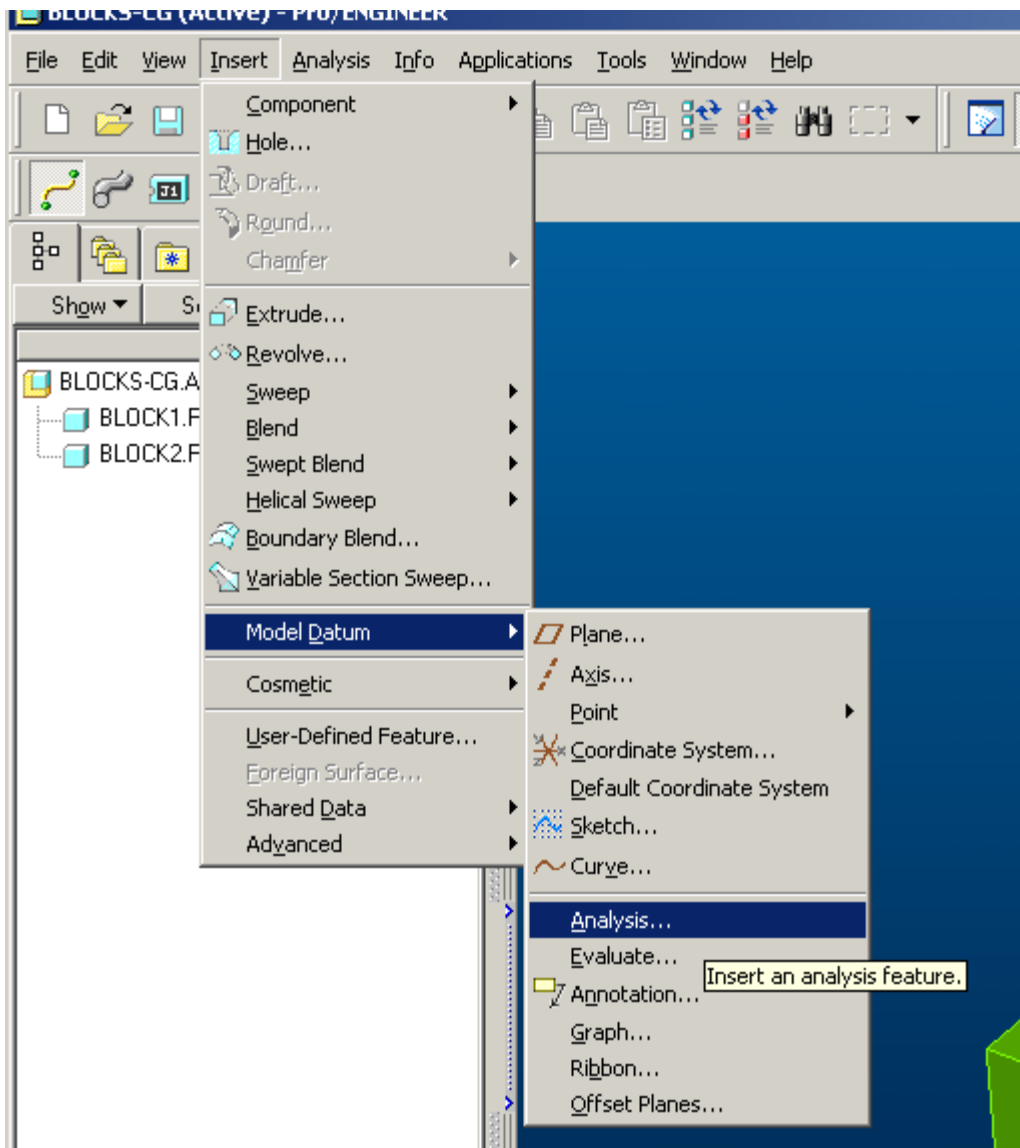 BLOCKS-CG (Active) - Pro/ENGINEER
File Edit View Insert Analysis Info Applications Tools Window Help
Component
Hole...
Draft...
Round...
Chamfer
Extrude...
Revolve...
Sweep
Blend
Swept Blend
Helical Sweep
Boundary Blend...
Variable Section Sweep...
Model Datum
Cosmetic
User-Defined Feature...
Foreign Surface...
Shared Data
Advanced
J1
Show
BLOCKS-CG.A
BLOCK1.
BLOCK2.
Plane...
Axis...
Point
Coordinate System...
Default Coordinate System
Sketch...
Curve...
Analysis...
Evaluate...
Insert an analysis feature.
Annotation...
Graph...
Ribbon...
Offset Planes...